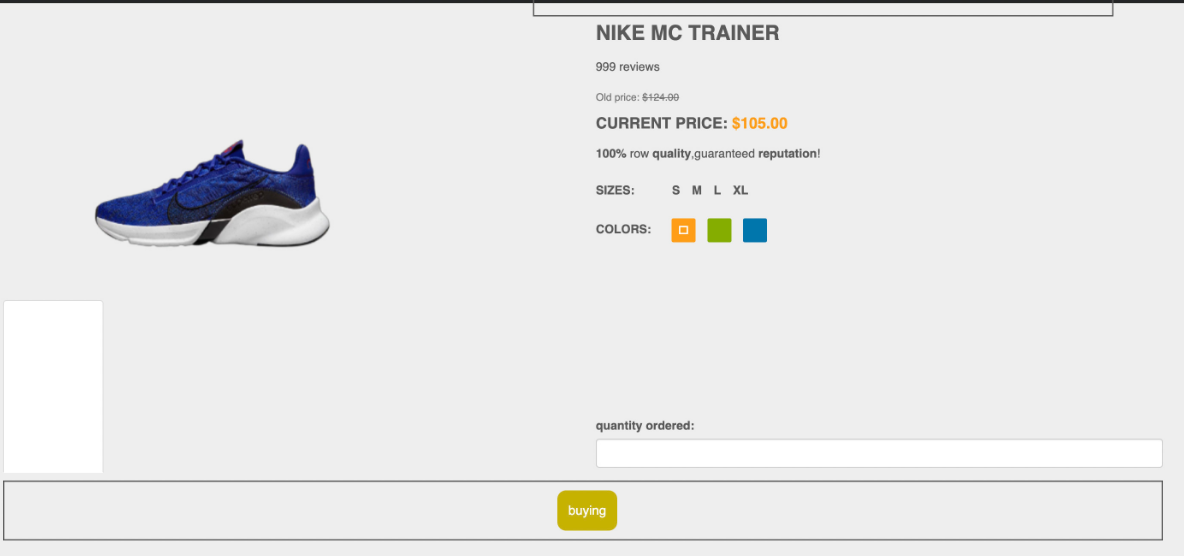 NIKE MC TRAINER
999 reviews
Old price: $124.00
CURRENT PRICE: $105.00
100% row quality,guaranteed reputation!
SIZES: S M L XL
COLORS:
quantity ordered:
buying